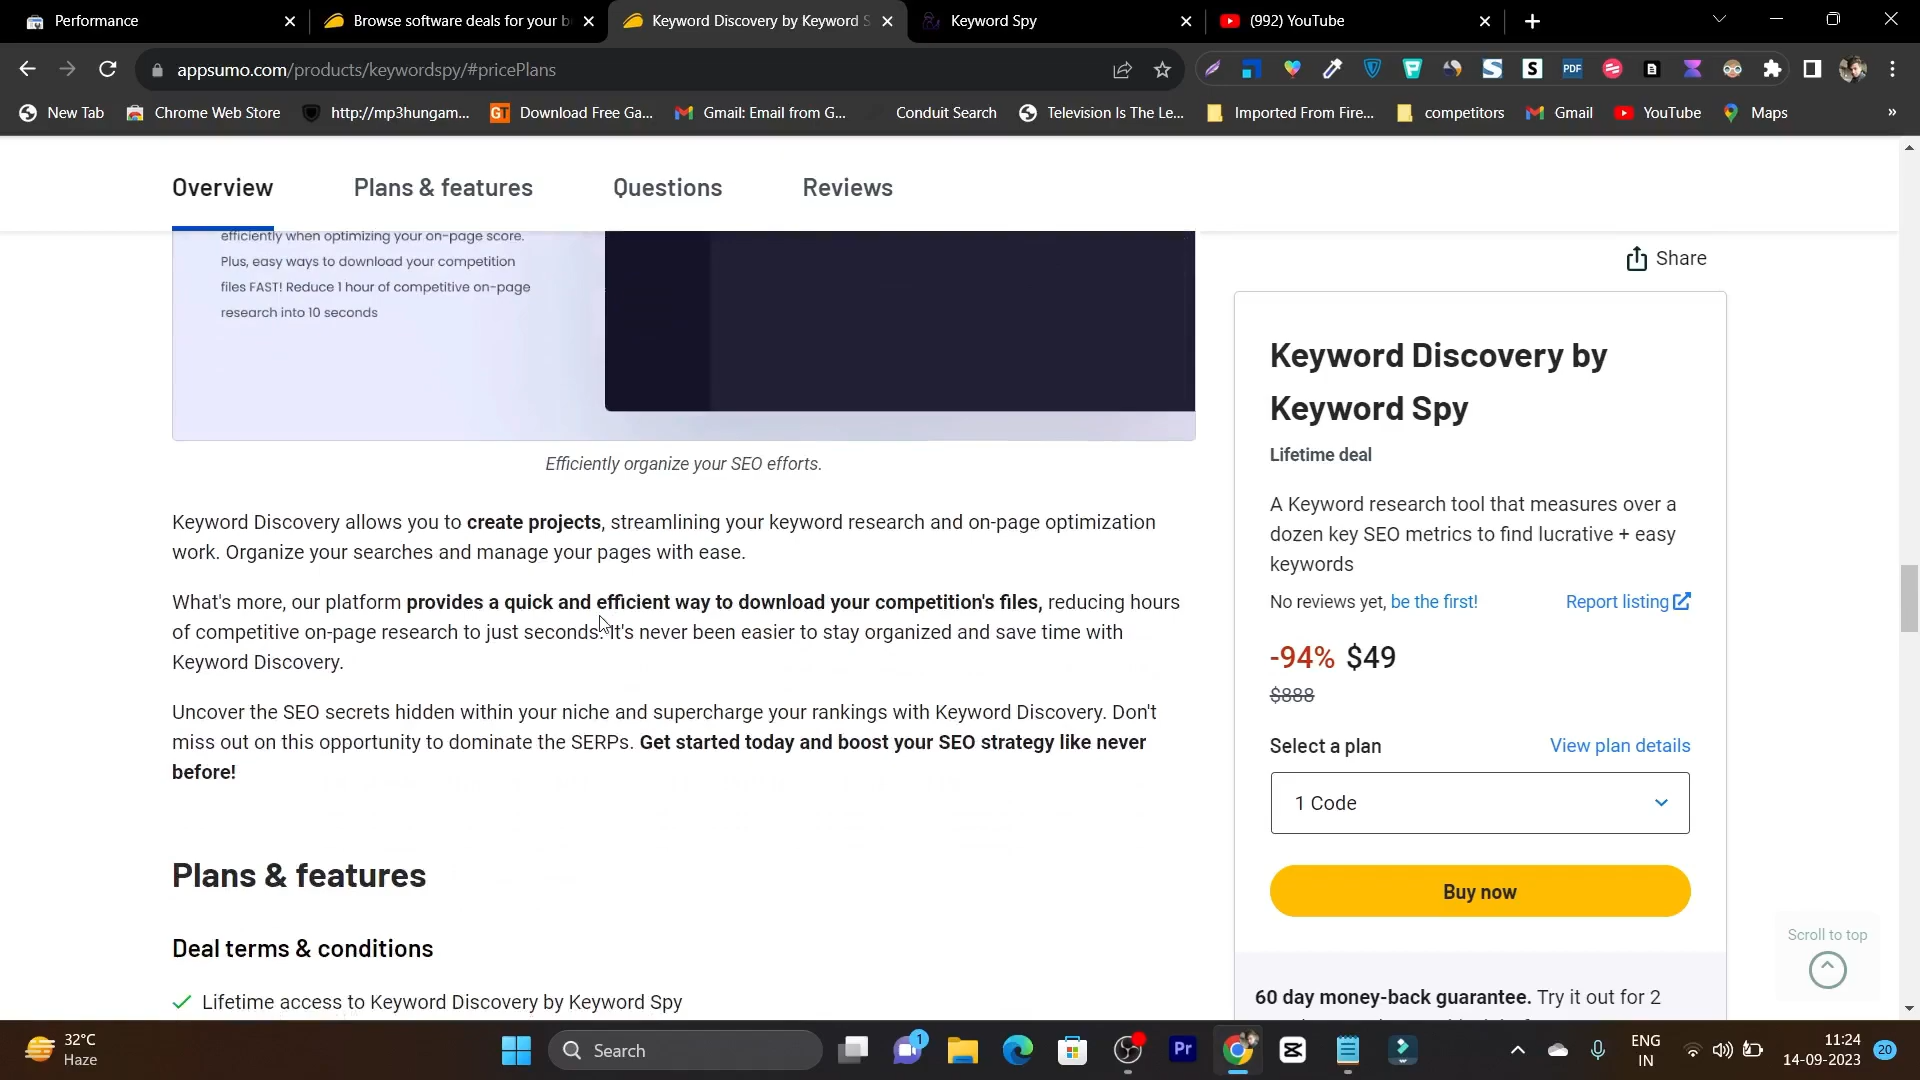 Performance
Browse software deals for your b
Keyword Discovery by Keyword S
Keyword Spy
(992) YouTube
appsumo.com/products/keywordspy/#pricePlans
New Tab
Chrome Web Store
http://mp3hungam...
GT
Download Free Ga...
Gmail: Email from G...
Conduit Search
Television Is The Le...
Imported From Fire...
competitors
Gmail
YouTube
Maps
»
PDF
Overview
Plans & features
Questions
Reviews
efficiently when optimizing your on-page score.
Plus, easy ways to download your competition
files FAST! Reduce 1 hour of competitive on-page
research into 10 seconds
Efficiently organize your SEO efforts.
Keyword Discovery allows you to create projects, streamlining your keyword research and on-page optimization
work. Organize your searches and manage your pages with ease.
What's more, our platform provides a quick and efficient way to download your competition's files, reducing hours
of competitive on-page research to just seconds. It's never been easier to stay organized and save time with
Keyword Discovery.
Uncover the SEO secrets hidden within your niche and supercharge your rankings with Keyword Discovery. Don't
miss out on this opportunity to dominate the SERPs. Get started today and boost your SEO strategy like never
before!
Plans & features
Deal terms & conditions
Lifetime access to Keyword Discovery by Keyword Spy
Share
Keyword Discovery by
Keyword Spy
Lifetime deal
A Keyword research tool that measures over a
dozen key SEO metrics to find lucrative + easy
keywords
No reviews yet, be the first!
Report listing
-94% $49
$888
Select a plan
View plan details
1 Code
Buy now
60 day money-back guarantee. Try it out for 2
Scroll to top
32°C
Haze
Search
1
Pr
ENG
IN
11:24
14-09-2023
20